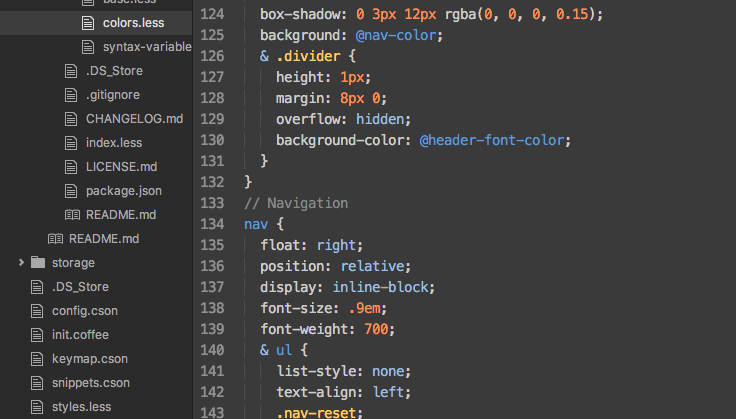 base.less
colors.less
syntax-variable
.DS_Store
.gitignore
CHANGELOG.md
index.less
LICENSE.md
package.json
README.md
README.md
storage
.DS_Store
config.cson
init.coffee
keymap.cson
snippets.cson
styles.less
124 box-shadow: 0 3px 12px rgba(0, 0, 0, 0.15);
125 background: @nav-color;
126 & .divider {
127 height: 1px;
128 margin: 8px 0;
129 overflow: hidden;
130 background-color: @header-font-color;
131 }
132 }
133 // Navigation
134 nav {
135 float: right;
136 position: relative;
137 display: inline-block;
138 font-size: .9em;
139 font-weight: 700;
140 & ul {
141 list-style: none;
142 text-align: left;
143 .nav-reset;